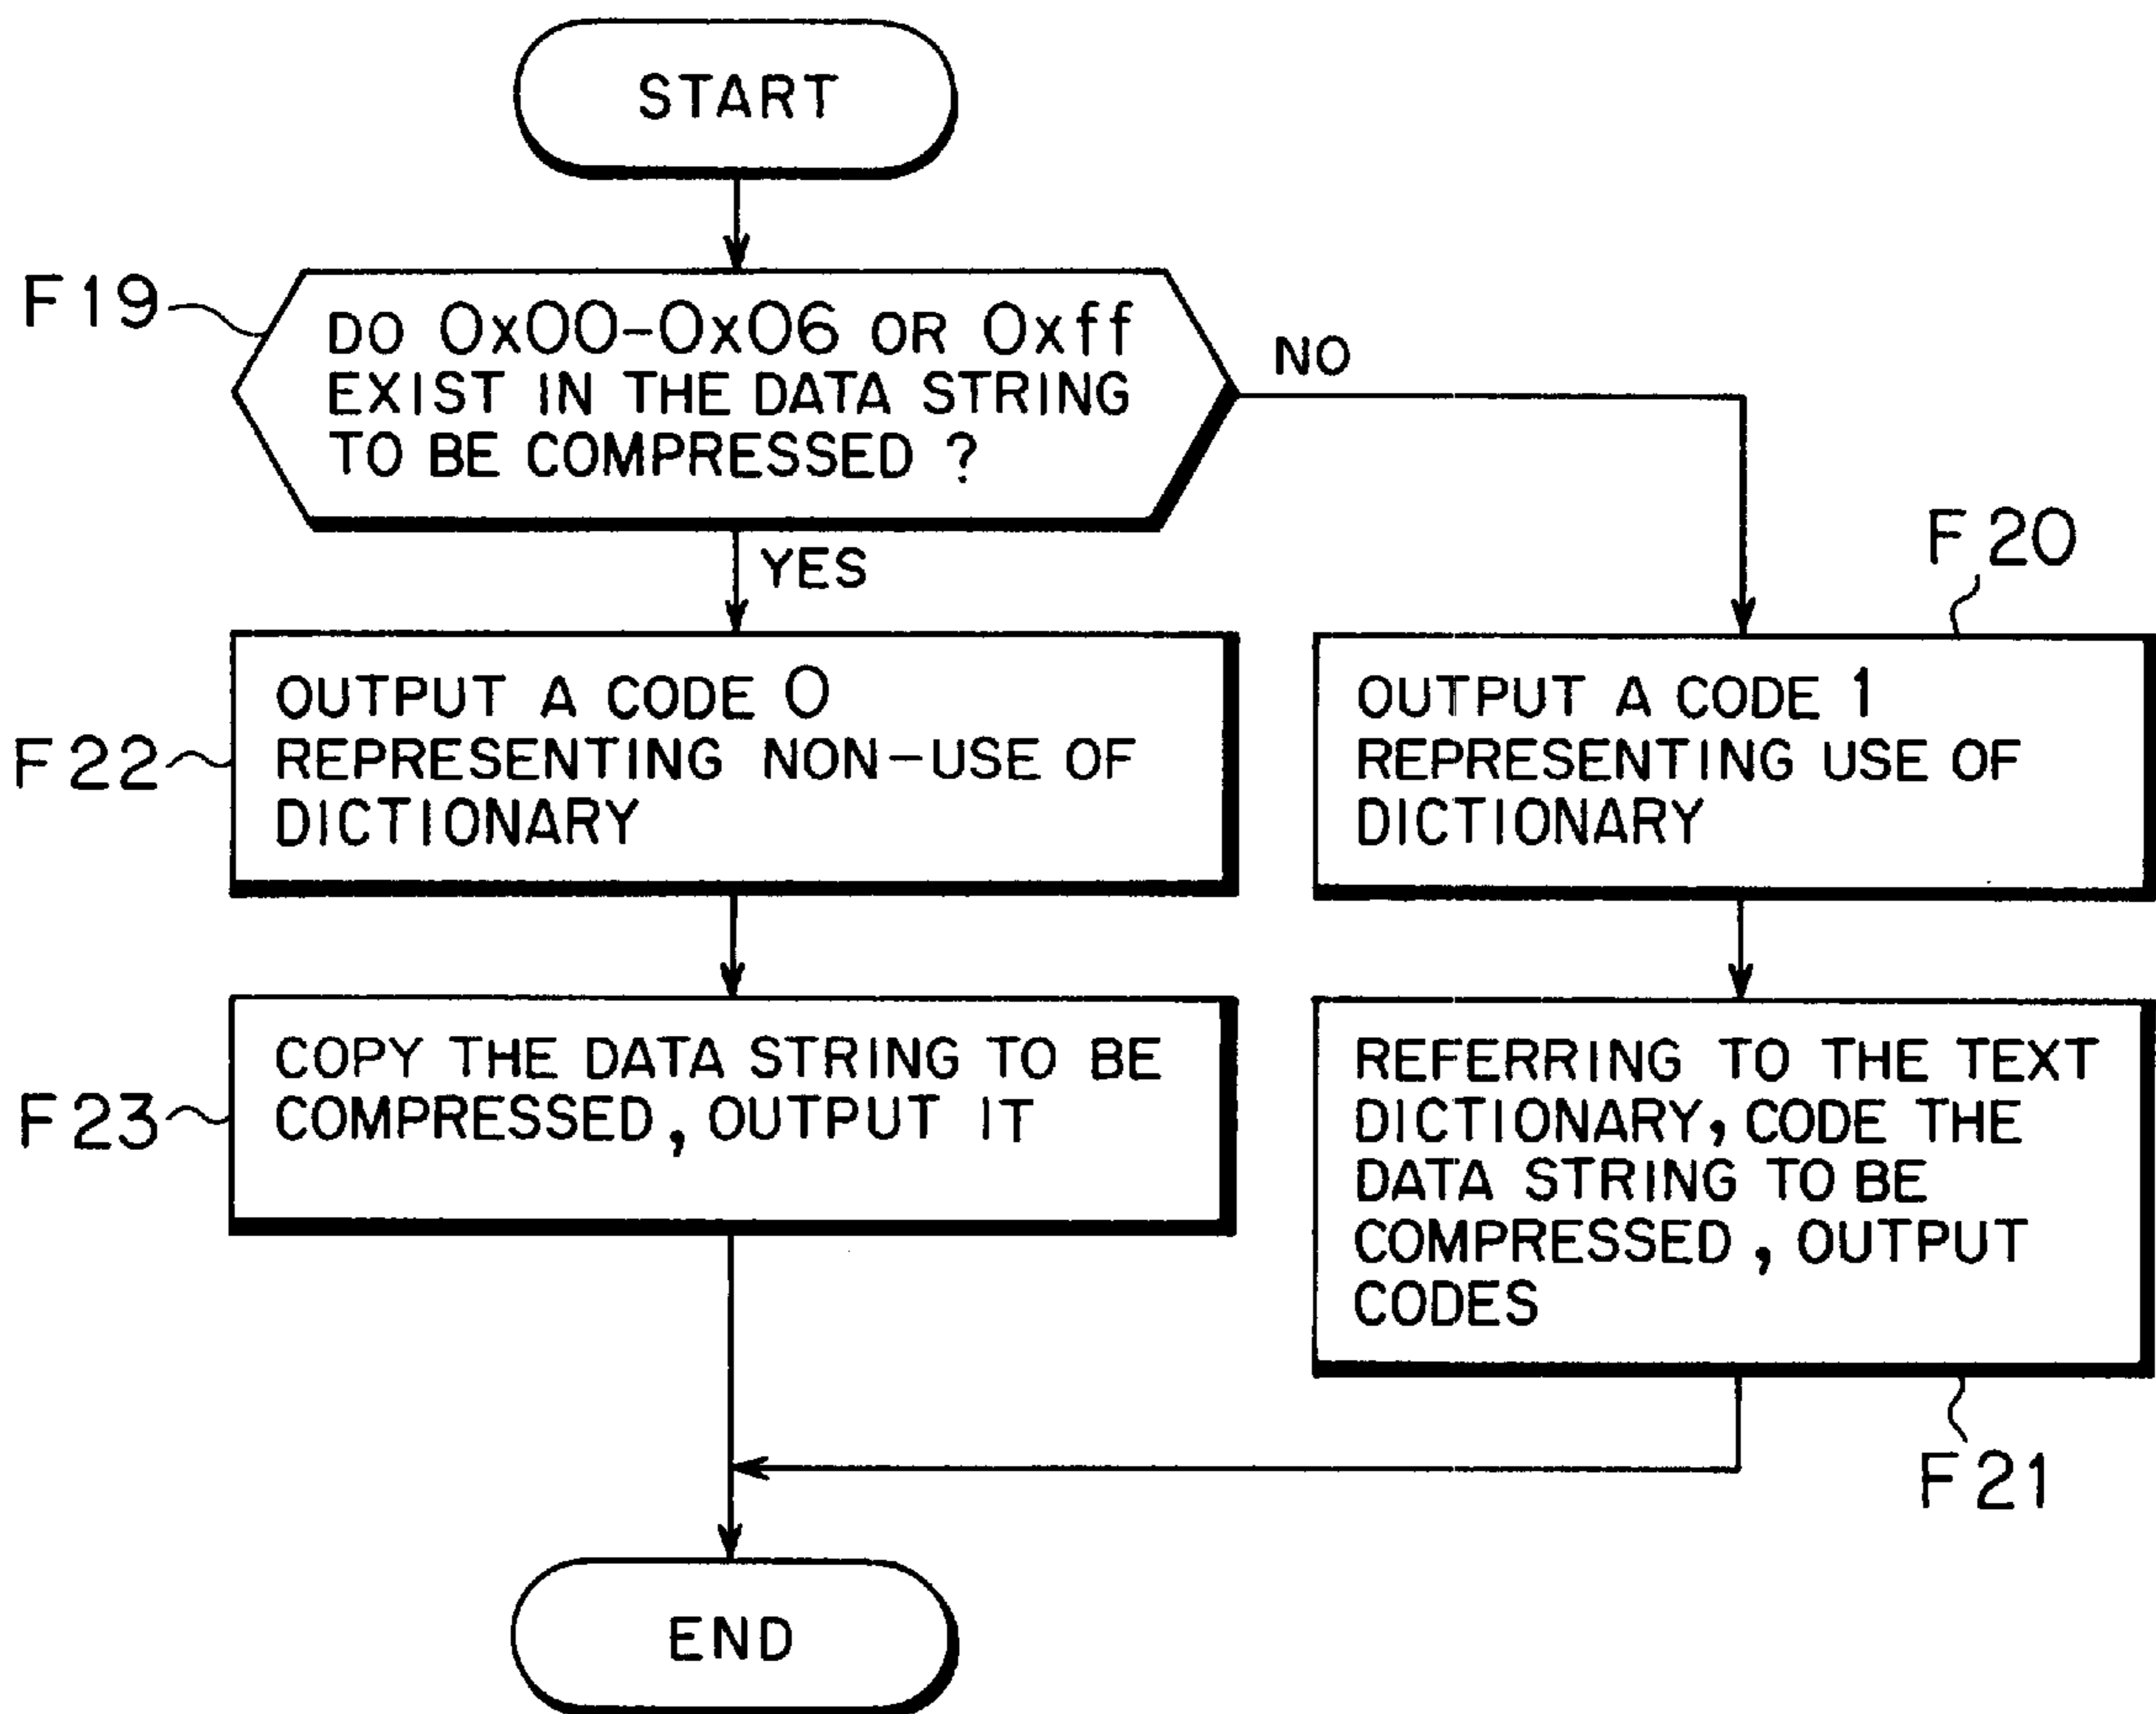 START
F19
DO 0x00-0x06 OR 0xff
EXIST IN THE DATA STRING
TO BE COMPRESSED ?
NO
YES
F22
OUTPUT A CODE 0
REPRESENTING NON-USE OF
DICTIONARY
F20
OUTPUT A CODE 1
REPRESENTING USE OF
DICTIONARY
F23
COPY THE DATA STRING TO BE
COMPRESSED, OUTPUT IT
REFERRING TO THE TEXT
DICTIONARY, CODE THE
DATA STRING TO BE
COMPRESSED, OUTPUT
CODES
F21
END